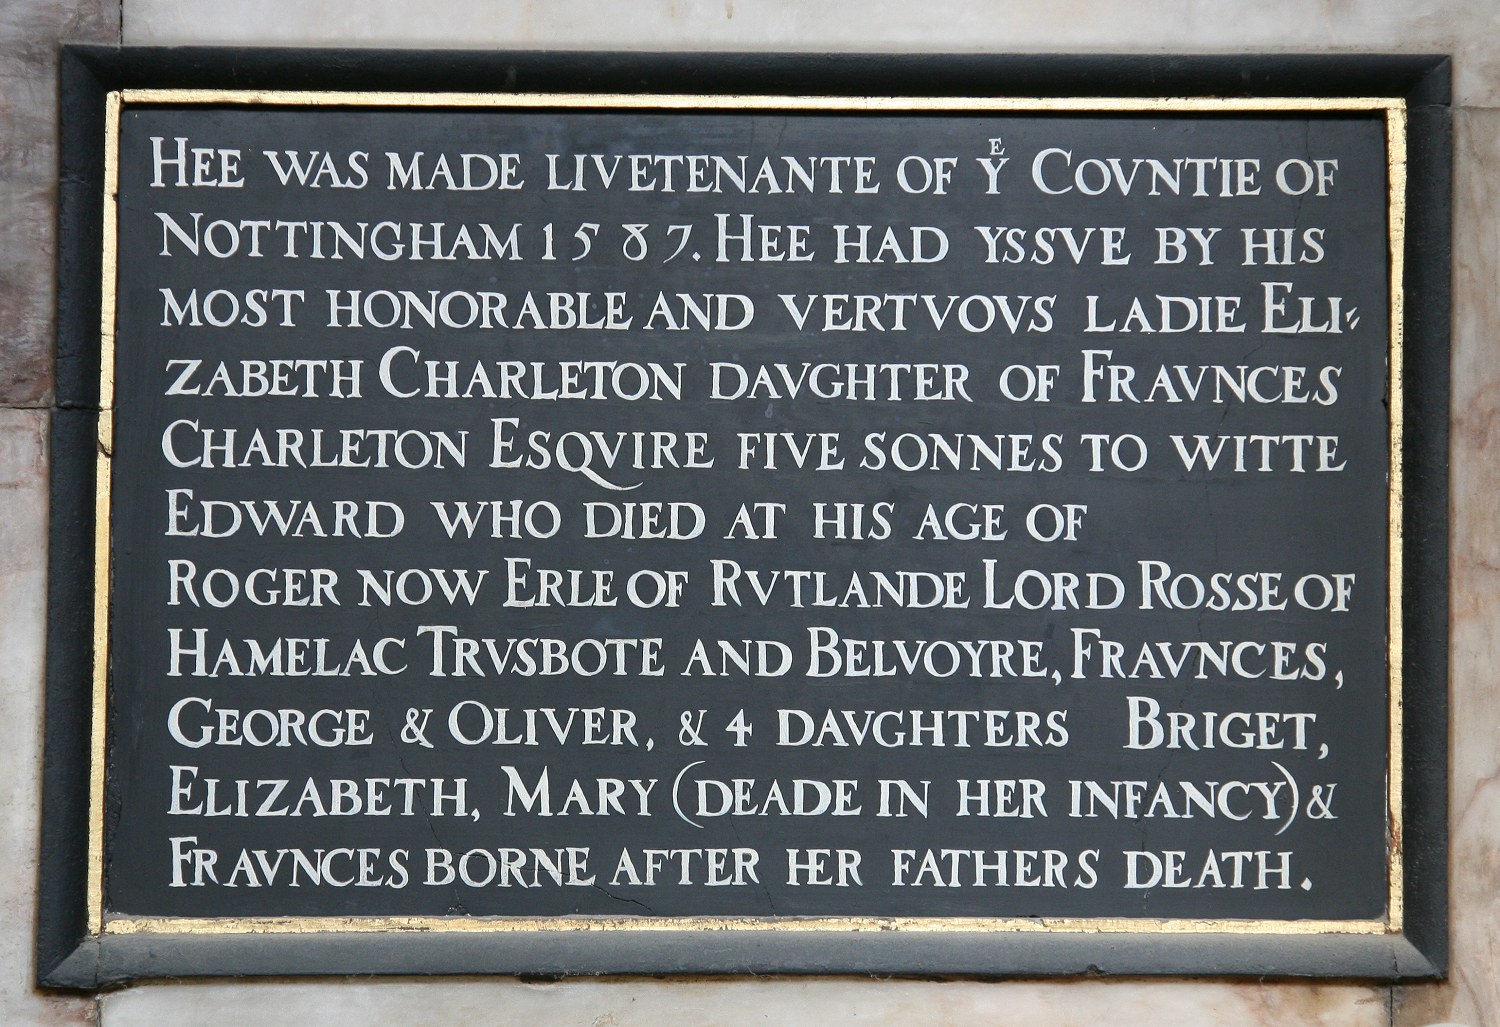 HEE WAS MADE LIVETENANTE OF Yᴱ COVNTIE OF
NOTTINGHAM 1587. HEE HAD YSSVE BY HIS
MOST HONORABLE AND VERTVOVS LADIE ELI=
ZABETH CHARLETON DAVGHTER OF FRAVNCES
CHARLETON ESQVIRE FIVE SONNES TO WITTE
EDWARD WHO DIED AT HIS AGE OF
ROGER NOW ERLE OF RVTLANDE LORD ROSSE OF
HAMELAC TRVSBOTE AND BELVOYRE, FRAVNCES,
GEORGE & OLIVER, & 4 DAVGHTERS BRIGET,
ELIZABETH, MARY (DEADE IN HER INFANCY) &
FRAVNCES BORNE AFTER HER FATHERS DEATH.